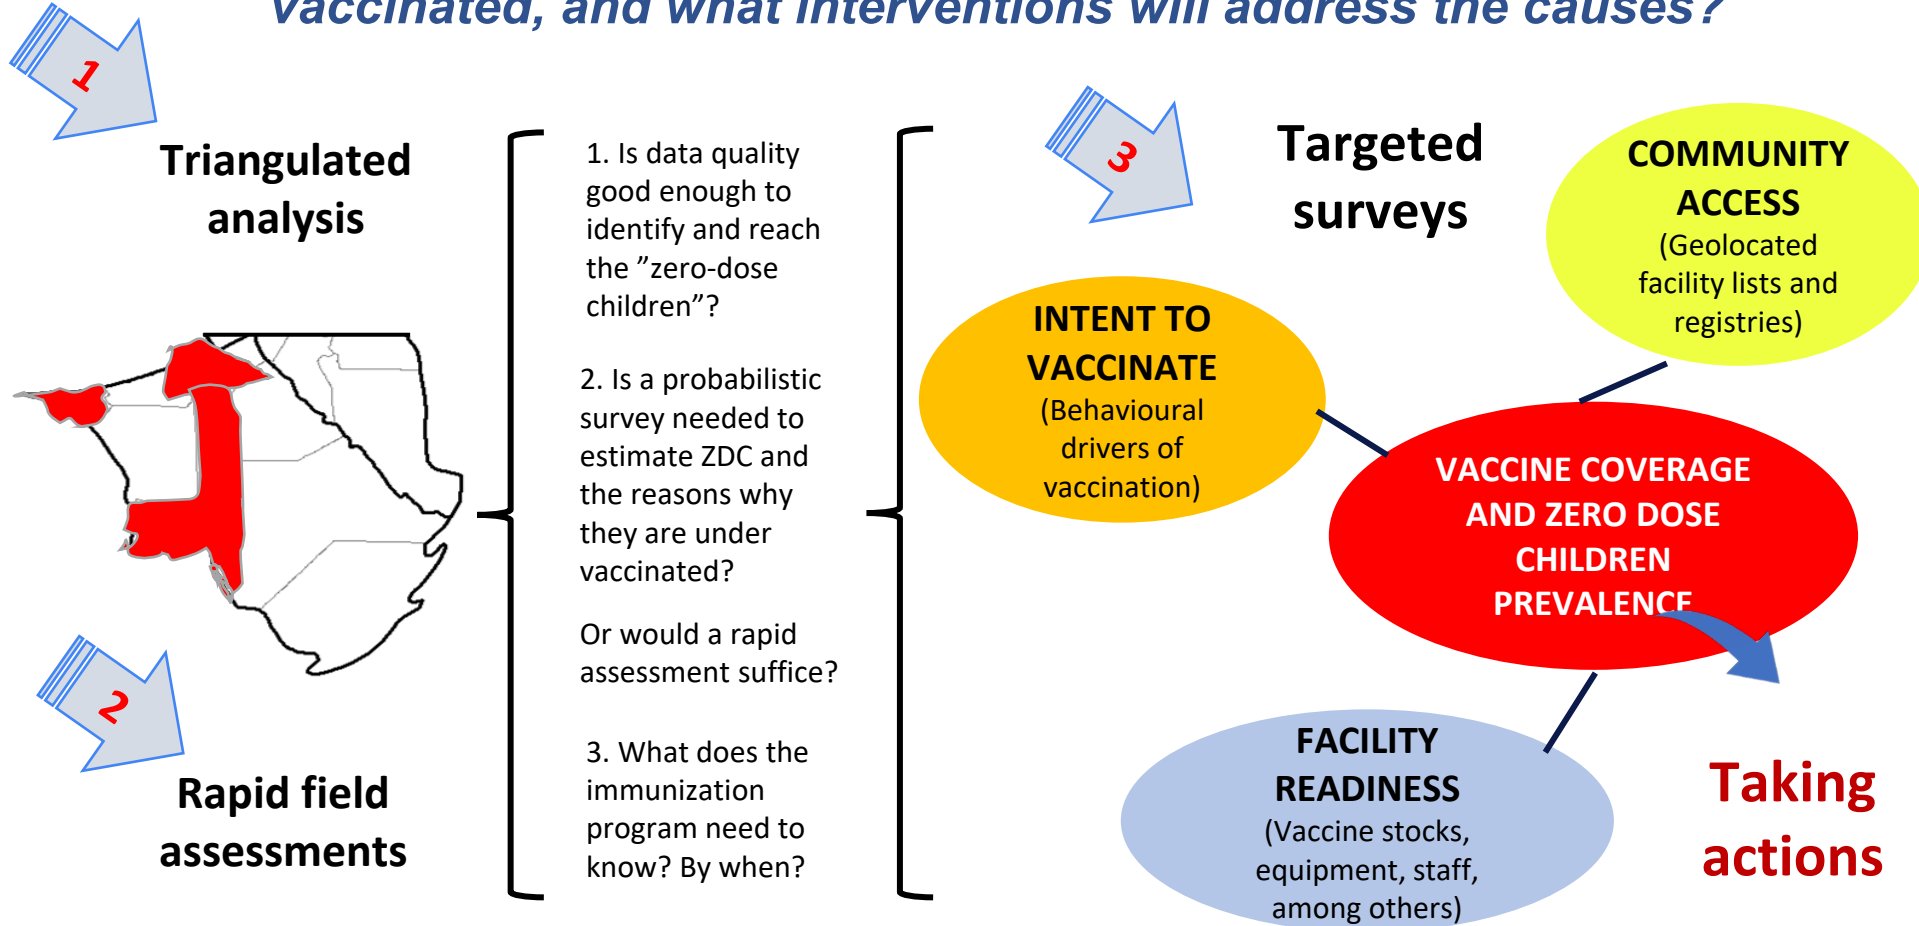 vaccinated, and what interventions will address the causes?
1
Triangulated
analysis
2
Rapid field
assessments
1. Is data quality
good enough to
identify and reach
the ”zero-dose
children”?
2. Is a probabilistic
survey needed to
estimate ZDC and
the reasons why
they are under
vaccinated?
Or would a rapid
assessment suffice?
3. What does the
immunization
program need to
know? By when?
3
Targeted
surveys
COMMUNITY
ACCESS
(Geolocated
facility lists and
registries)
INTENT TO
VACCINATE
(Behavioural
drivers of
vaccination)
VACCINE COVERAGE
AND ZERO DOSE
CHILDREN
PREVALENCE
FACILITY
READINESS
(Vaccine stocks,
equipment, staff,
among others)
Taking
actions